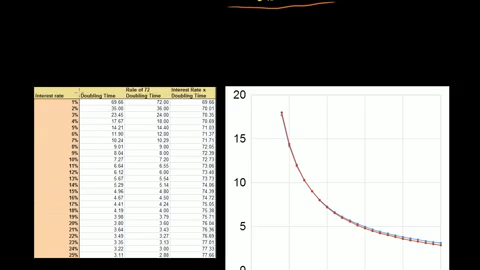 Rule of 72 Interest Rate x
Interest rate Doubling Time Doubling Time Doubling Time
1% 69.66 72.00 69.66
2% 35.00 36.00 70.01
3% 23.45 24.00 70.35
4% 17.67 18.00 70.69
5% 14.21 14.40 71.03
6% 11.90 12.00 71.37
7% 10.24 10.29 71.71
8% 9.01 9.00 72.05
9% 8.04 8.00 72.39
10% 7.27 7.20 72.73
11% 6.64 6.55 73.06
12% 6.12 6.00 73.40
13% 5.67 5.54 73.73
14% 5.29 5.14 74.06
15% 4.96 4.80 74.39
16% 4.67 4.50 74.72
17% 4.41 4.24 75.05
18% 4.19 4.00 75.38
19% 3.98 3.79 75.71
20% 3.80 3.60 76.04
21% 3.64 3.43 76.36
22% 3.49 3.27 76.69
23% 3.35 3.13 77.01
24% 3.22 3.00 77.33
25% 3.11 2.88 77.66
20
15
10
5
0